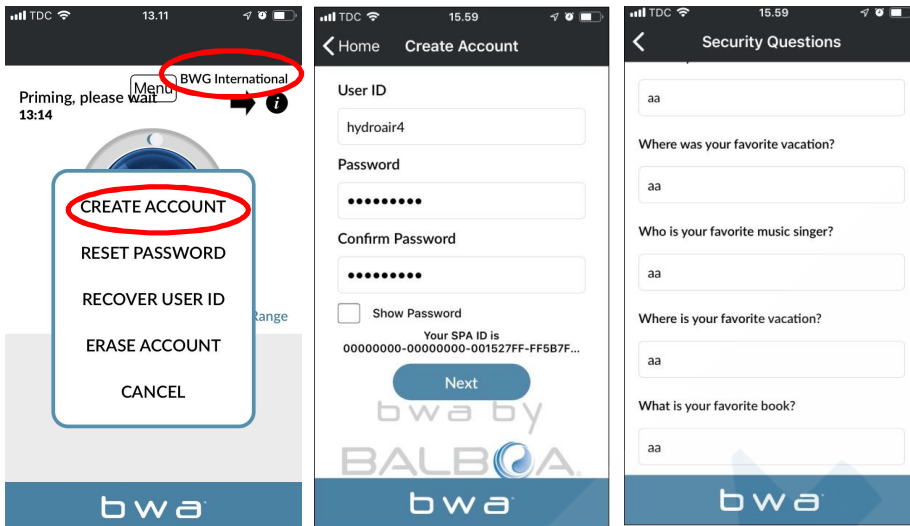 TDC 13.11
BWG International
Menu
Priming, please wait
13:14
CREATE ACCOUNT
RESET PASSWORD
RECOVER USER ID
Range
ERASE ACCOUNT
CANCEL
bwa
TDC 15.59
Home Create Account
User ID
hydroair4
Password
•••••••••
Confirm Password
•••••••••
Show Password
Your SPA ID is
00000000-00000000-001527FF-FF5B7F...
Next
bwa by
BALBOA
bwa
TDC 15.59
Security Questions
aa
Where was your favorite vacation?
aa
Who is your favorite music singer?
aa
Where is your favorite vacation?
aa
What is your favorite book?
aa
bwa